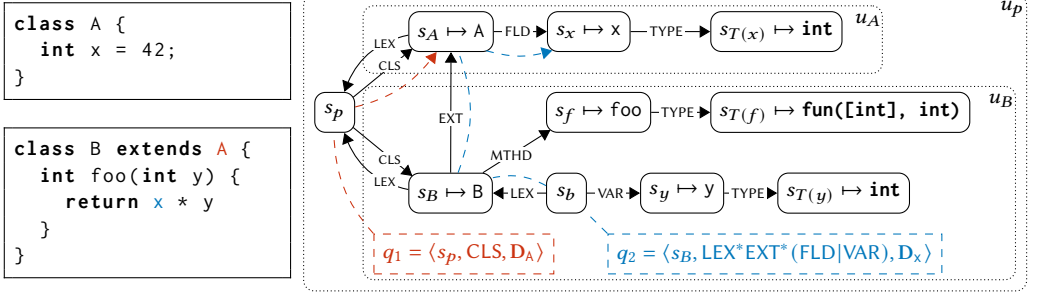 class A {
int x = 42;
}
class B extends A {
int foo(int y) {
return x * y
}
}
u_p
u_A
s_A ↦ A
FLD
s_x ↦ x
TYPE
s_T(x) ↦ int
LEX
CLS
s_p
EXT
u_B
s_f ↦ foo
TYPE
s_T(f) ↦ fun([int], int)
MTHD
CLS
LEX
s_B ↦ B
LEX
s_b
VAR
s_y ↦ y
TYPE
s_T(y) ↦ int
q_1 = ⟨s_p, CLS, D_A⟩
q_2 = ⟨s_B, LEX*EXT*(FLD|VAR), D_x⟩